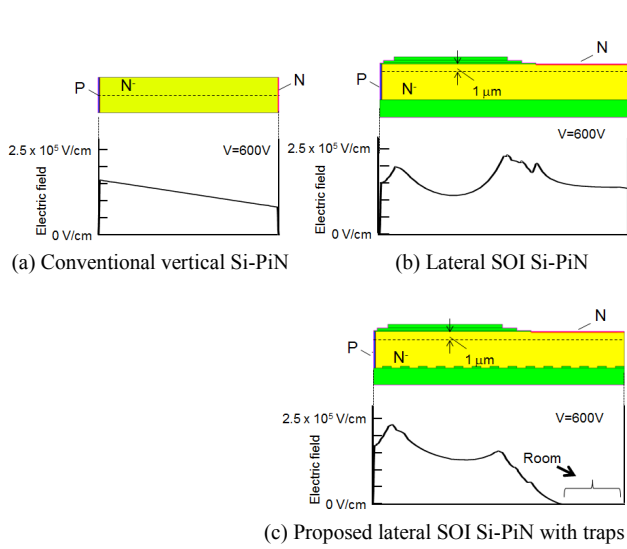 P
N⁻
N
2.5 x 10⁵ V/cm
V=600V
Electric field
0 V/cm
(a) Conventional vertical Si-PiN
N
P
N⁻
1 μm
2.5 x 10⁵ V/cm
V=600V
Electric field
0 V/cm
(b) Lateral SOI Si-PiN
N
P
N⁻
1 μm
2.5 x 10⁵ V/cm
V=600V
Room
Electric field
0 V/cm
(c) Proposed lateral SOI Si-PiN with traps